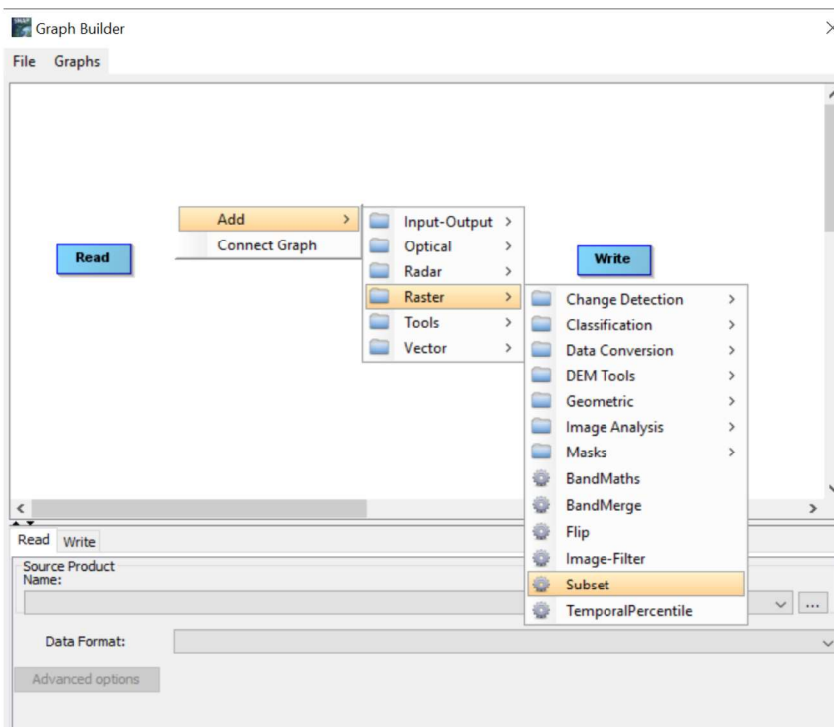 SNAP
Graph Builder
File Graphs
Read
Write
Add
Connect Graph
Input-Output
Optical
Radar
Raster
Tools
Vector
Change Detection
Classification
Data Conversion
DEM Tools
Geometric
Image Analysis
Masks
BandMaths
BandMerge
Flip
Image-Filter
Subset
TemporalPercentile
Read Write
Source Product
Name:
...
Data Format:
Advanced options